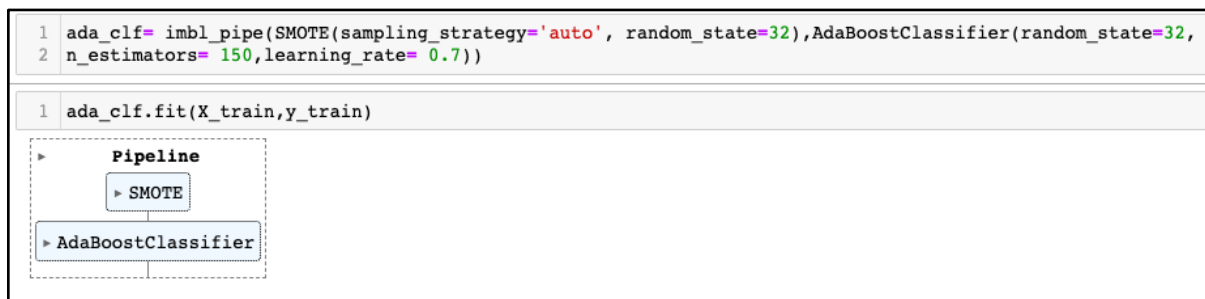 1 ada_clf= imbl_pipe(SMOTE(sampling_strategy='auto', random_state=32),AdaBoostClassifier(random_state=32,
2 n_estimators= 150,learning_rate= 0.7))
1 ada_clf.fit(X_train,y_train)
▸ Pipeline
▸ SMOTE
▸ AdaBoostClassifier